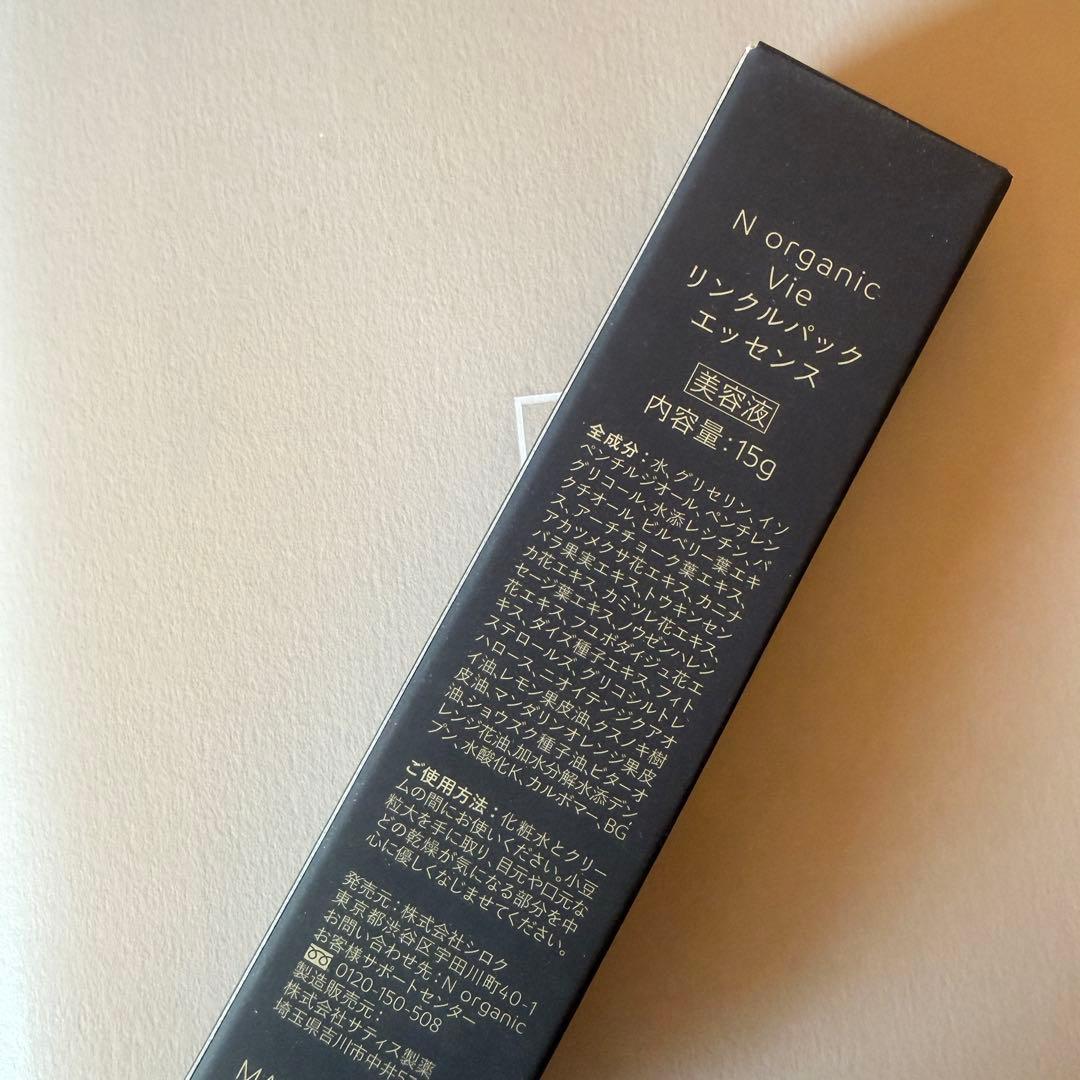 N organic
Vie
リンクルパック
エッセンス
美容液
内容量:15g
全成分:水、グリセリン、イソ
ペンチルジオール、ペンチレン
グリコール、水添レシチン、バ
クチオール、ビルベリー葉エキ
ス、アーチチョーク葉エキス、
アカツメクサ花エキス、カニナ
バラ果実エキス、トウキンセン
カ花エキス、カミツレ花エキス、
セージ葉エキス、ノウゼンハレン
花エキス、フユボダイジュ花エ
キス、ダイズ種子エキス、フィト
ステロールズ、グリコシルトレ
ハロース、ニオイテンジクアオ
イ油、レモン果皮油、クスノキ樹
皮油、マンダリンオレンジ果皮
油、ショウズク種子油、ビターオ
レンジ花油、加水分解水添デン
プン、水酸化K、カルボマー、BG
ご使用方法:化粧水とクリー
ムの間にお使いください。小豆
粒大を手に取り、目元や口元な
どの乾燥が気になる部分を中
心に優しくなじませてください。
発売元:株式会社シロク
東京都渋谷区宇田川町40-1
お問い合わせ先:N organic
お客様サポートセンター
0120-150-508
製造販売元:
株式会社サティス製薬
埼玉県吉川市中井